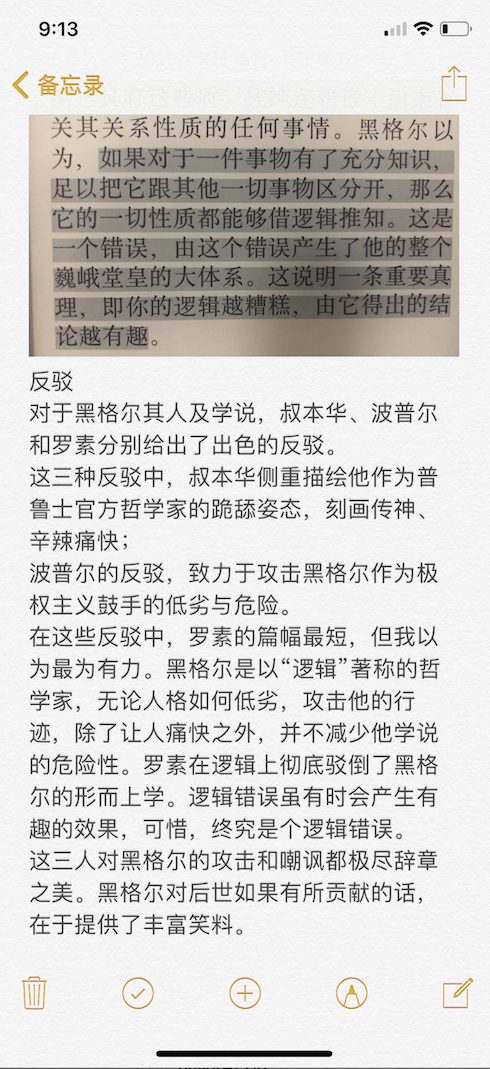 9:13
备忘录
关其关系性质的任何事情。黑格尔以
为，如果对于一件事物有了充分知识，
足以把它跟其他一切事物区分开，那么
它的一切性质都能够借逻辑推知。这是
一个错误，由这个错误产生了他的整个
巍峨堂皇的大体系。这说明一条重要真
理，即你的逻辑越糟糕，由它得出的结
论越有趣。
反驳
对于黑格尔其人及学说，叔本华、波普尔
和罗素分别给出了出色的反驳。
这三种反驳中，叔本华侧重描绘他作为普
鲁士官方哲学家的跪舔姿态，刻画传神、
辛辣痛快；
波普尔的反驳，致力于攻击黑格尔作为极
权主义鼓手的低劣与危险。
在这些反驳中，罗素的篇幅最短，但我以
为最为有力。黑格尔是以“逻辑”著称的哲
学家，无论人格如何低劣，攻击他的行
迹，除了让人痛快之外，并不减少他学说
的危险性。罗素在逻辑上彻底驳倒了黑格
尔的形而上学。逻辑错误虽有时会产生有
趣的效果，可惜，终究是个逻辑错误。
这三人对黑格尔的攻击和嘲讽都极尽辞章
之美。黑格尔对后世如果有所贡献的话，
在于提供了丰富笑料。